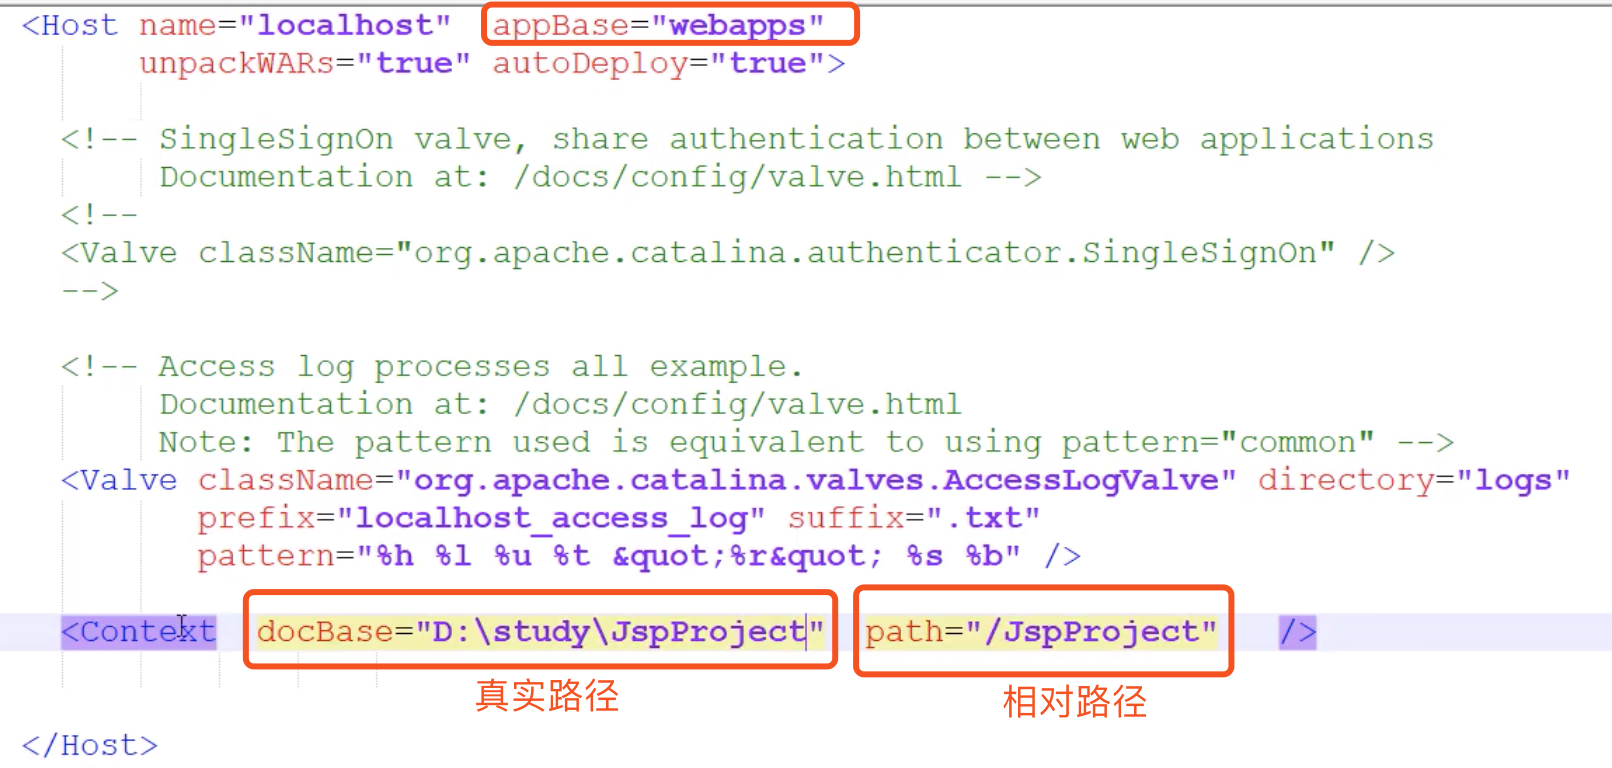 <Host name="localhost" appBase="webapps"
unpackWARs="true" autoDeploy="true">
<!-- SingleSignOn valve, share authentication between web applications
Documentation at: /docs/config/valve.html -->
<!--
<Valve className="org.apache.catalina.authenticator.SingleSignOn" />
-->
<!-- Access log processes all example.
Documentation at: /docs/config/valve.html
Note: The pattern used is equivalent to using pattern="common" -->
<Valve className="org.apache.catalina.valves.AccessLogValve" directory="logs"
prefix="localhost_access_log" suffix=".txt"
pattern="%h %l %u %t &quot;%r&quot; %s %b" />
<Context docBase="D:\study\JspProject" path="/JspProject" />
真实路径 相对路径
</Host>